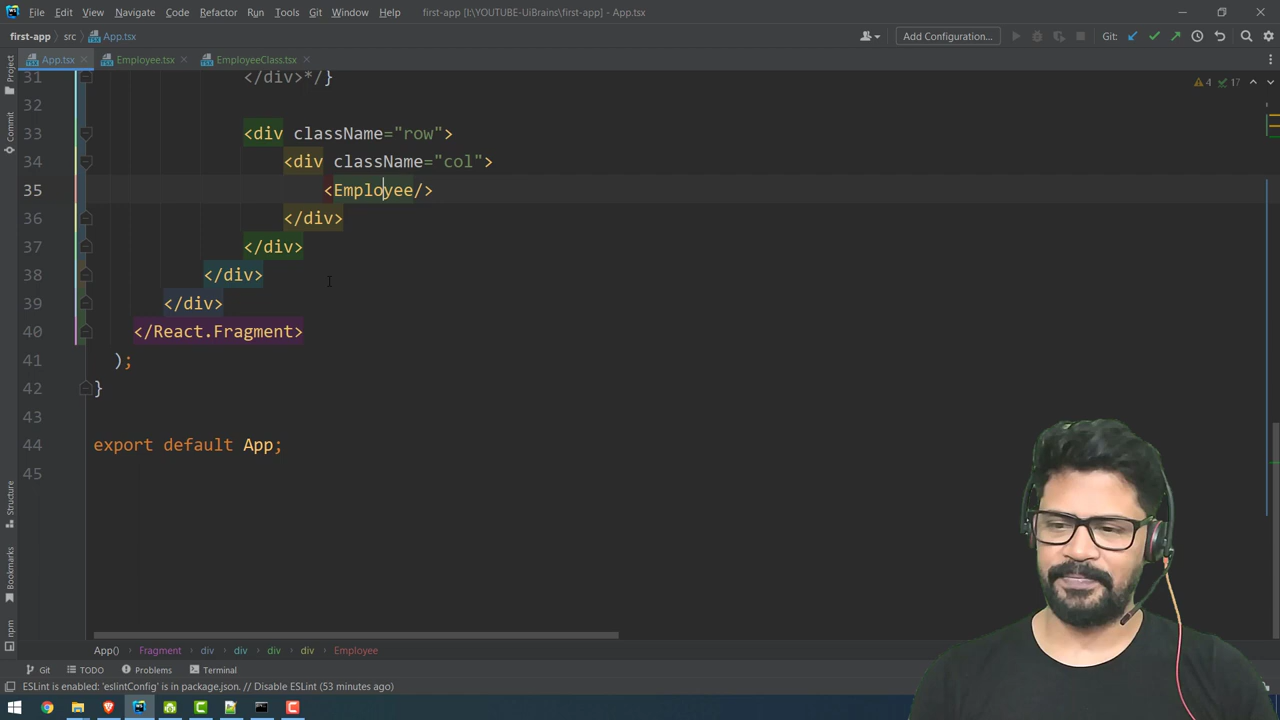 File Edit View Navigate Code Refactor Run Tools Git Window Help first-app [I:\YOUTUBE-UiBrains\first-app] - App.tsx
first-app src App.tsx Add Configuration... Git:
App.tsx Employee.tsx EmployeeClass.tsx
Project
Commit
Structure
Bookmarks
npm
4 17
31 </div>*/}
32
33 <div className="row">
34 <div className="col">
35 <Employee/>
36 </div>
37 </div>
38 </div>
39 </div>
40 </React.Fragment>
41 );
42 }
43
44 export default App;
45
App() Fragment div div div div Employee
Git TODO Problems Terminal
ESLint is enabled: 'eslintConfig' is in package.json. // Disable ESLint (53 minutes ago)